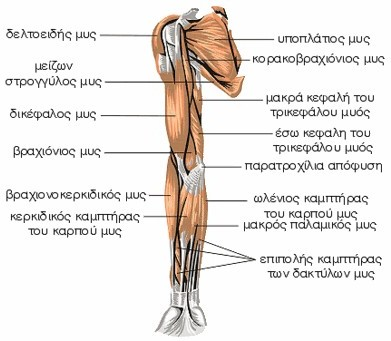 δελτοειδής μυς
μείζων
στρογγύλος μυς
δικέφαλος μυς
βραχιόνιος μυς
βραχιονοκερκιδικός μυς
κερκιδικός καμπτήρας
του καρπού μυς
υποπλάτιος μυς
κορακοβραχιόνιος μυς
μακρά κεφαλή του
τρικεφάλου μυός
έσω κεφαλη του
τρικεφάλου μυός
παρατροχίλια απόφυση
ωλένιος καμπτήρας
του καρπού μυς
μακρός παλαμικός μυς
επιπολής καμπτήρας
των δακτύλων μυς